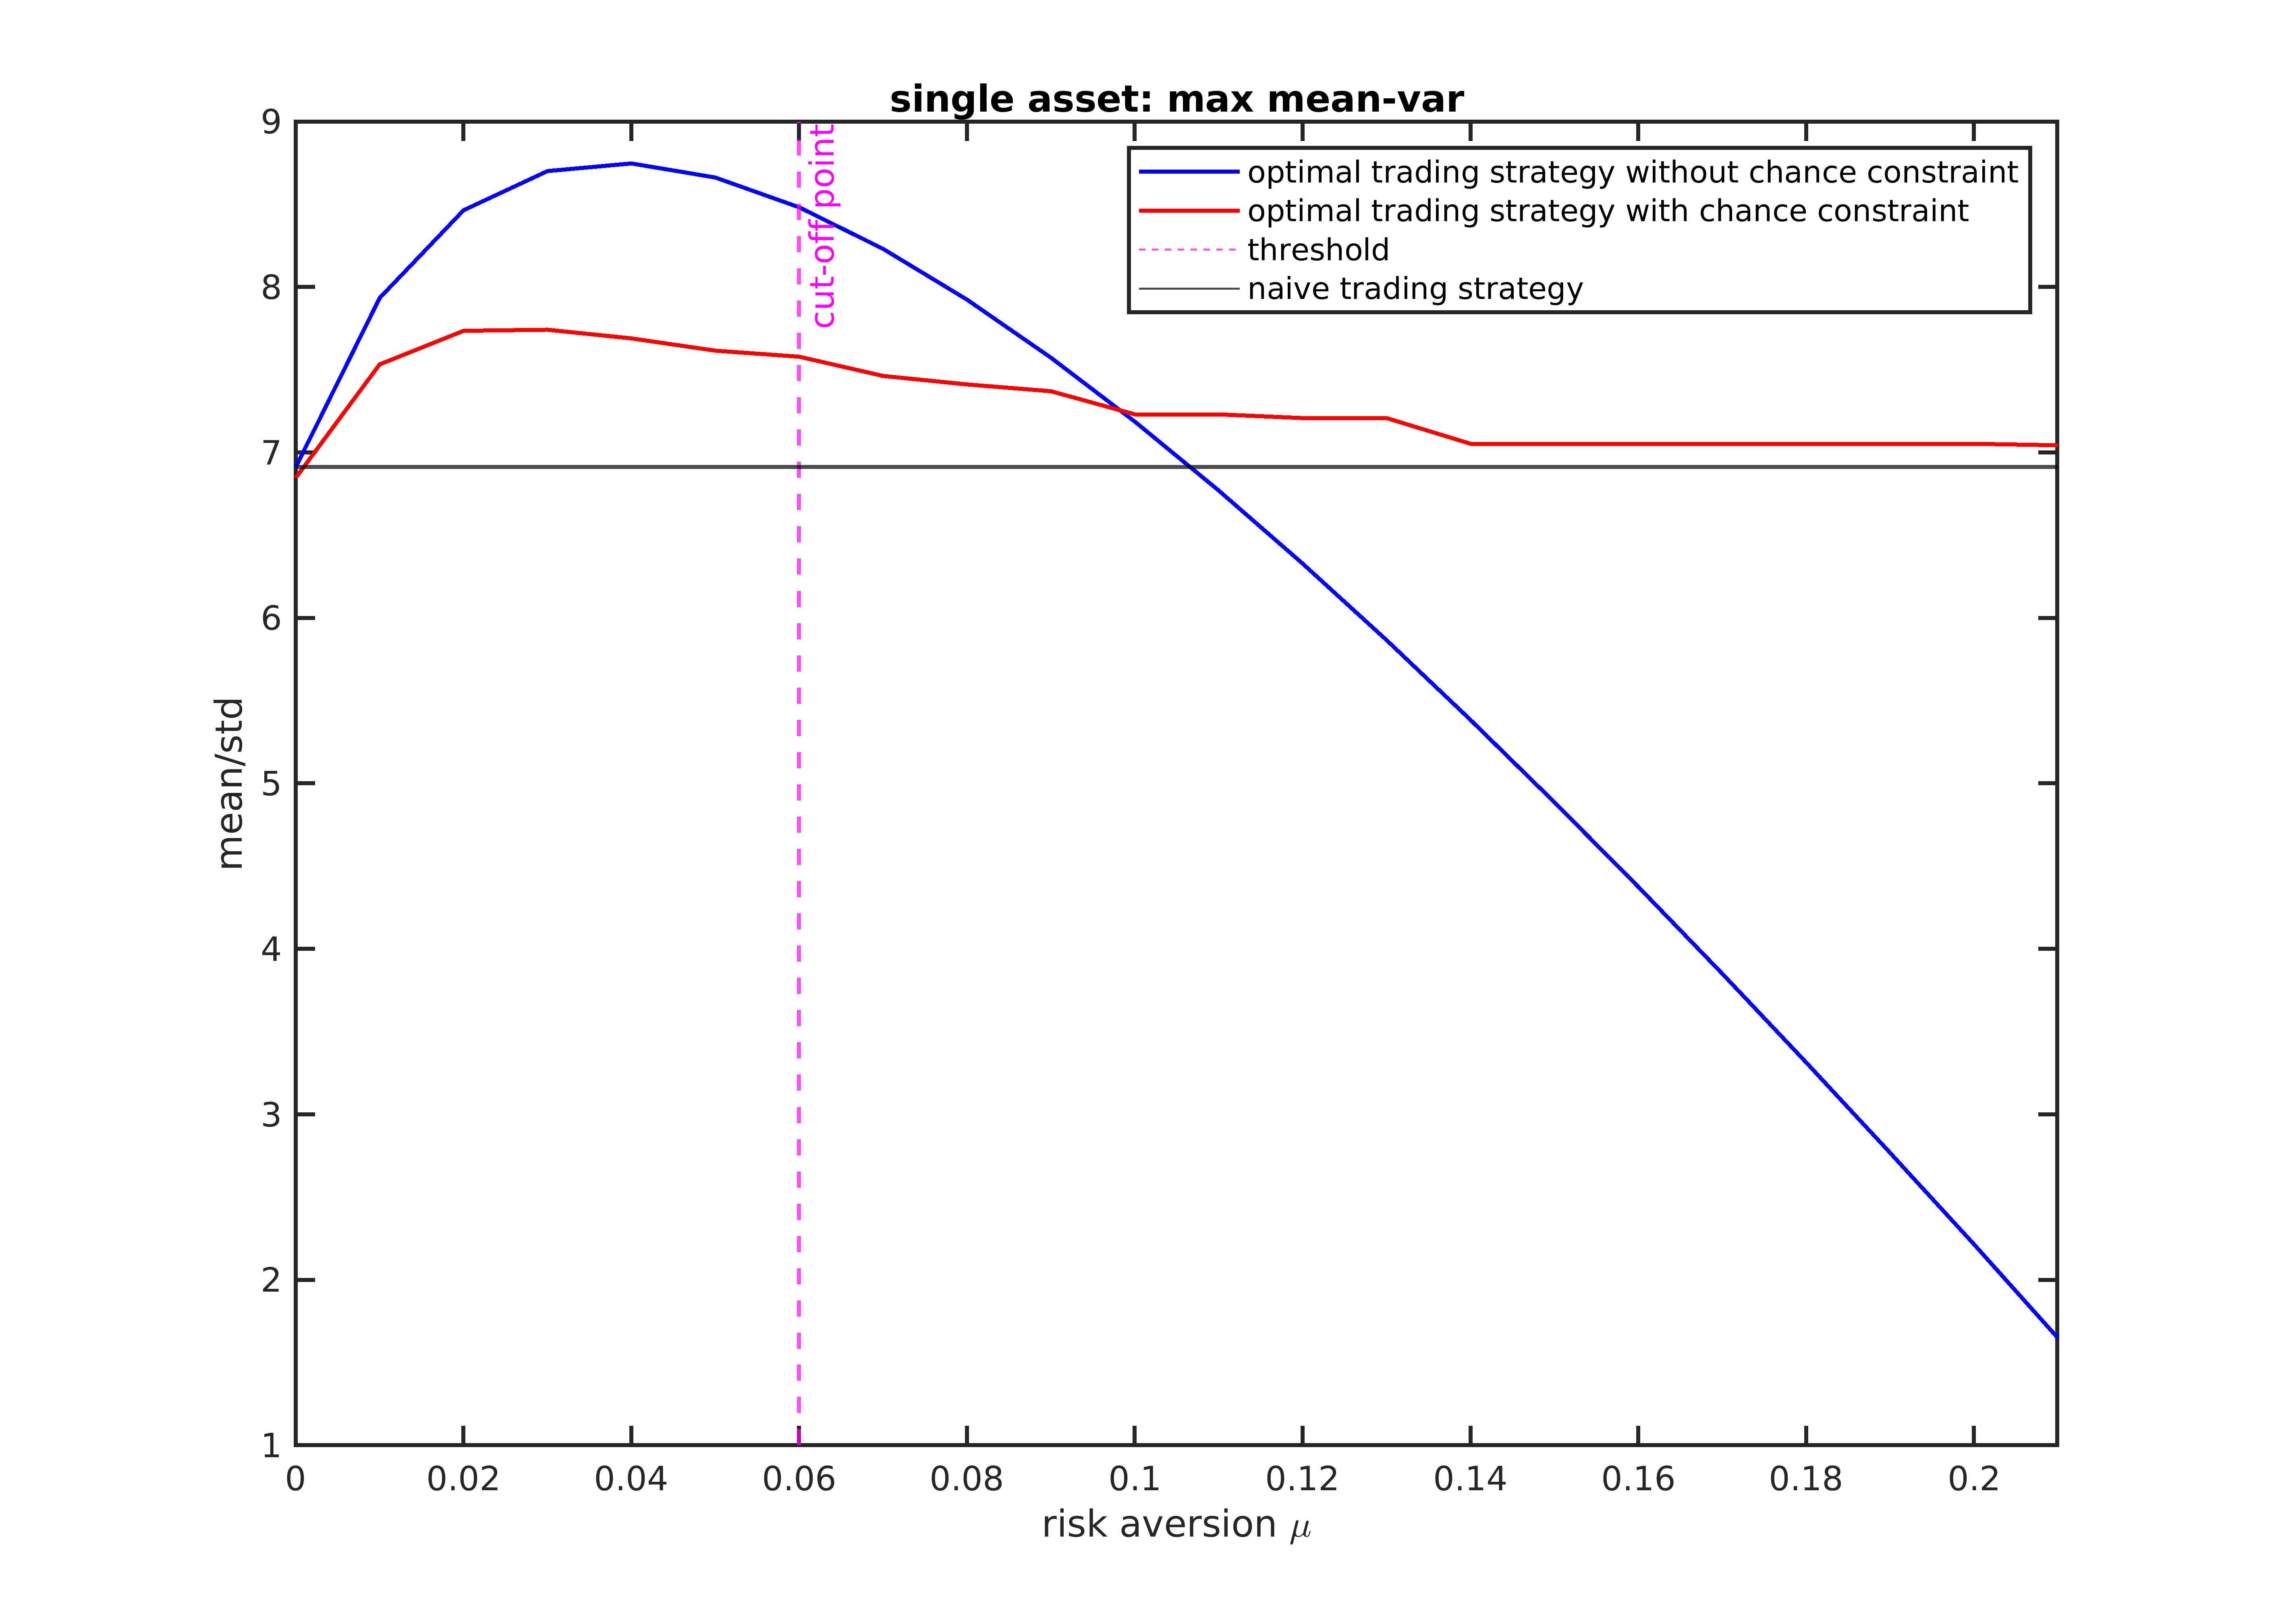 single asset: max mean-var
optimal trading strategy without chance constraint
optimal trading strategy with chance constraint
threshold
naive trading strategy
cut-off point
mean/std
9
8
7
6
5
4
3
2
1
0 0.02 0.04 0.06 0.08 0.1 0.12 0.14 0.16 0.18 0.2
risk aversion μ